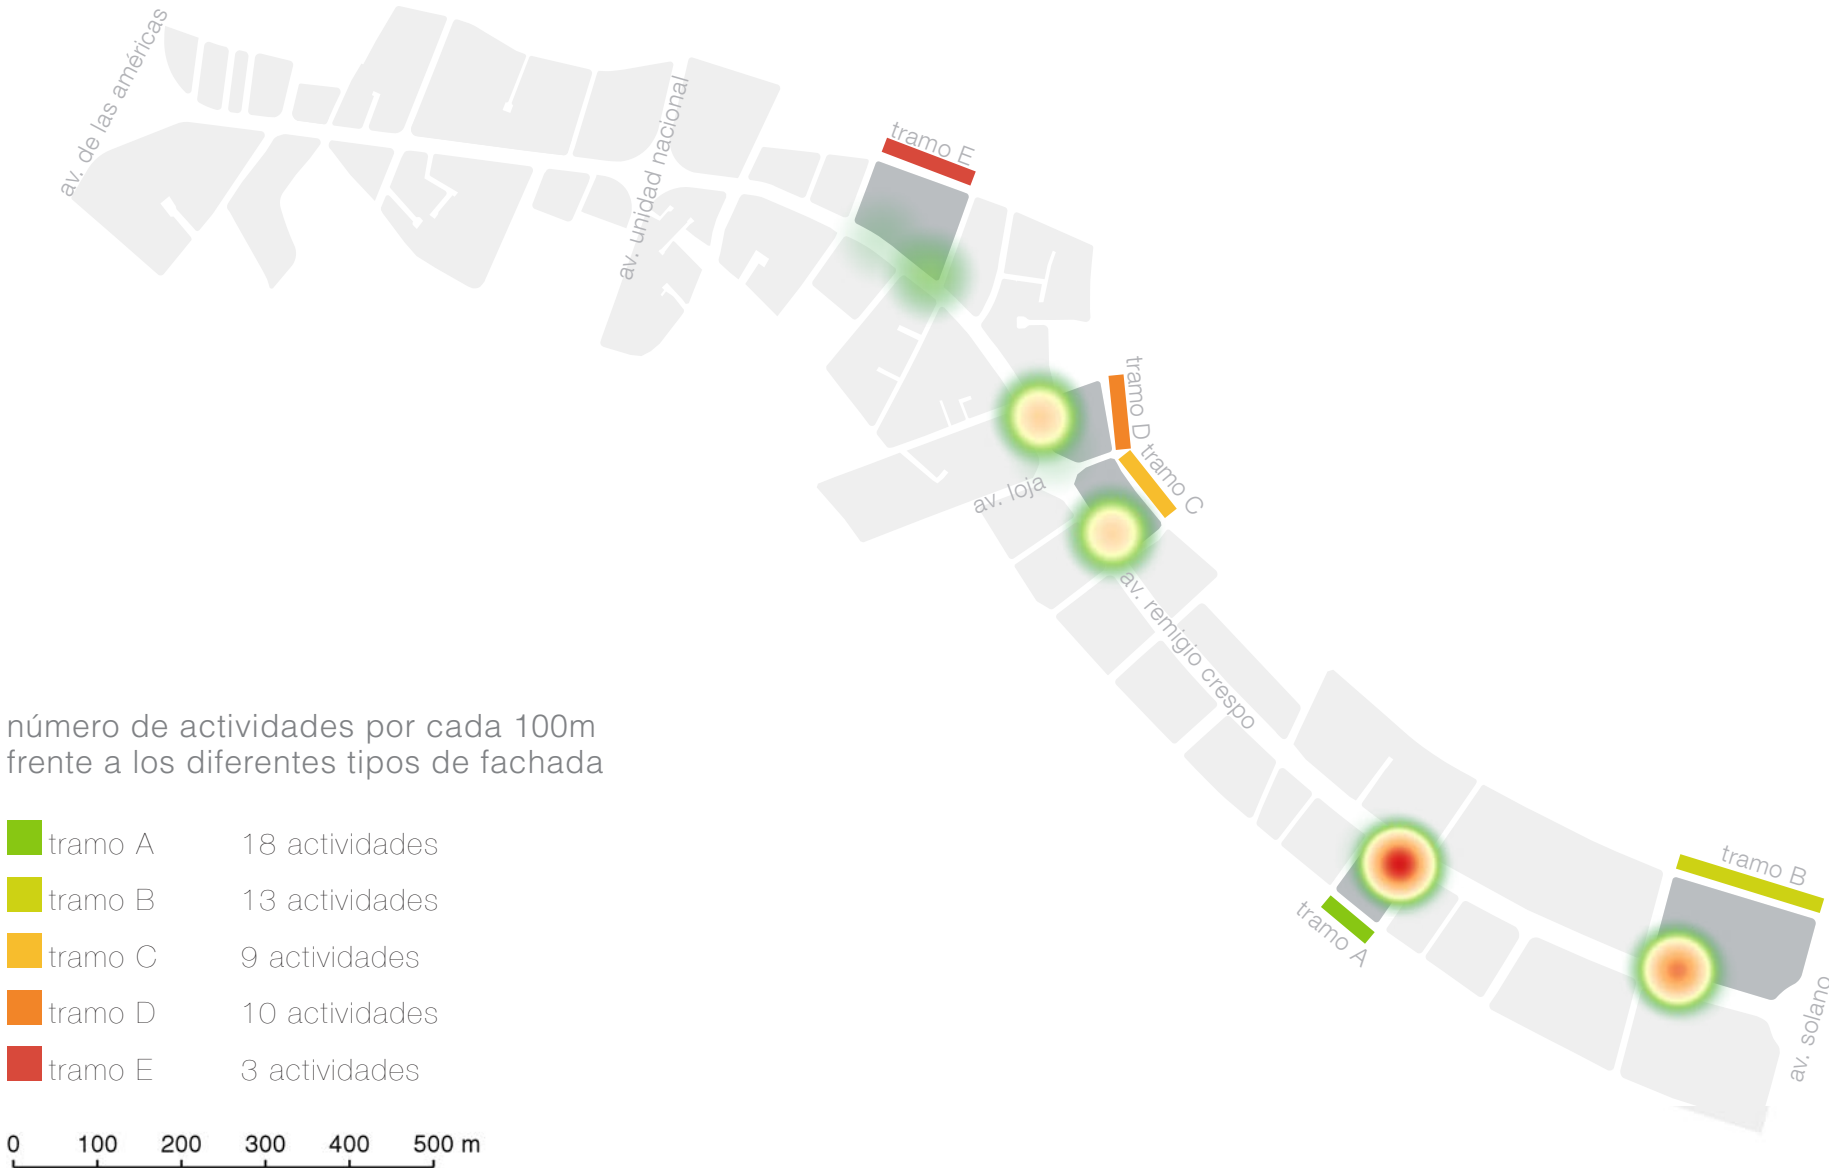 av. de las américas
av. unidad nacional
tramo E
tramo D
tramo C
av. loja
av. remigio crespo
tramo A
tramo B
av. solano
número de actividades por cada 100m
frente a los diferentes tipos de fachada
tramo A 18 actividades
tramo B 13 actividades
tramo C 9 actividades
tramo D 10 actividades
tramo E 3 actividades
0 100 200 300 400 500 m